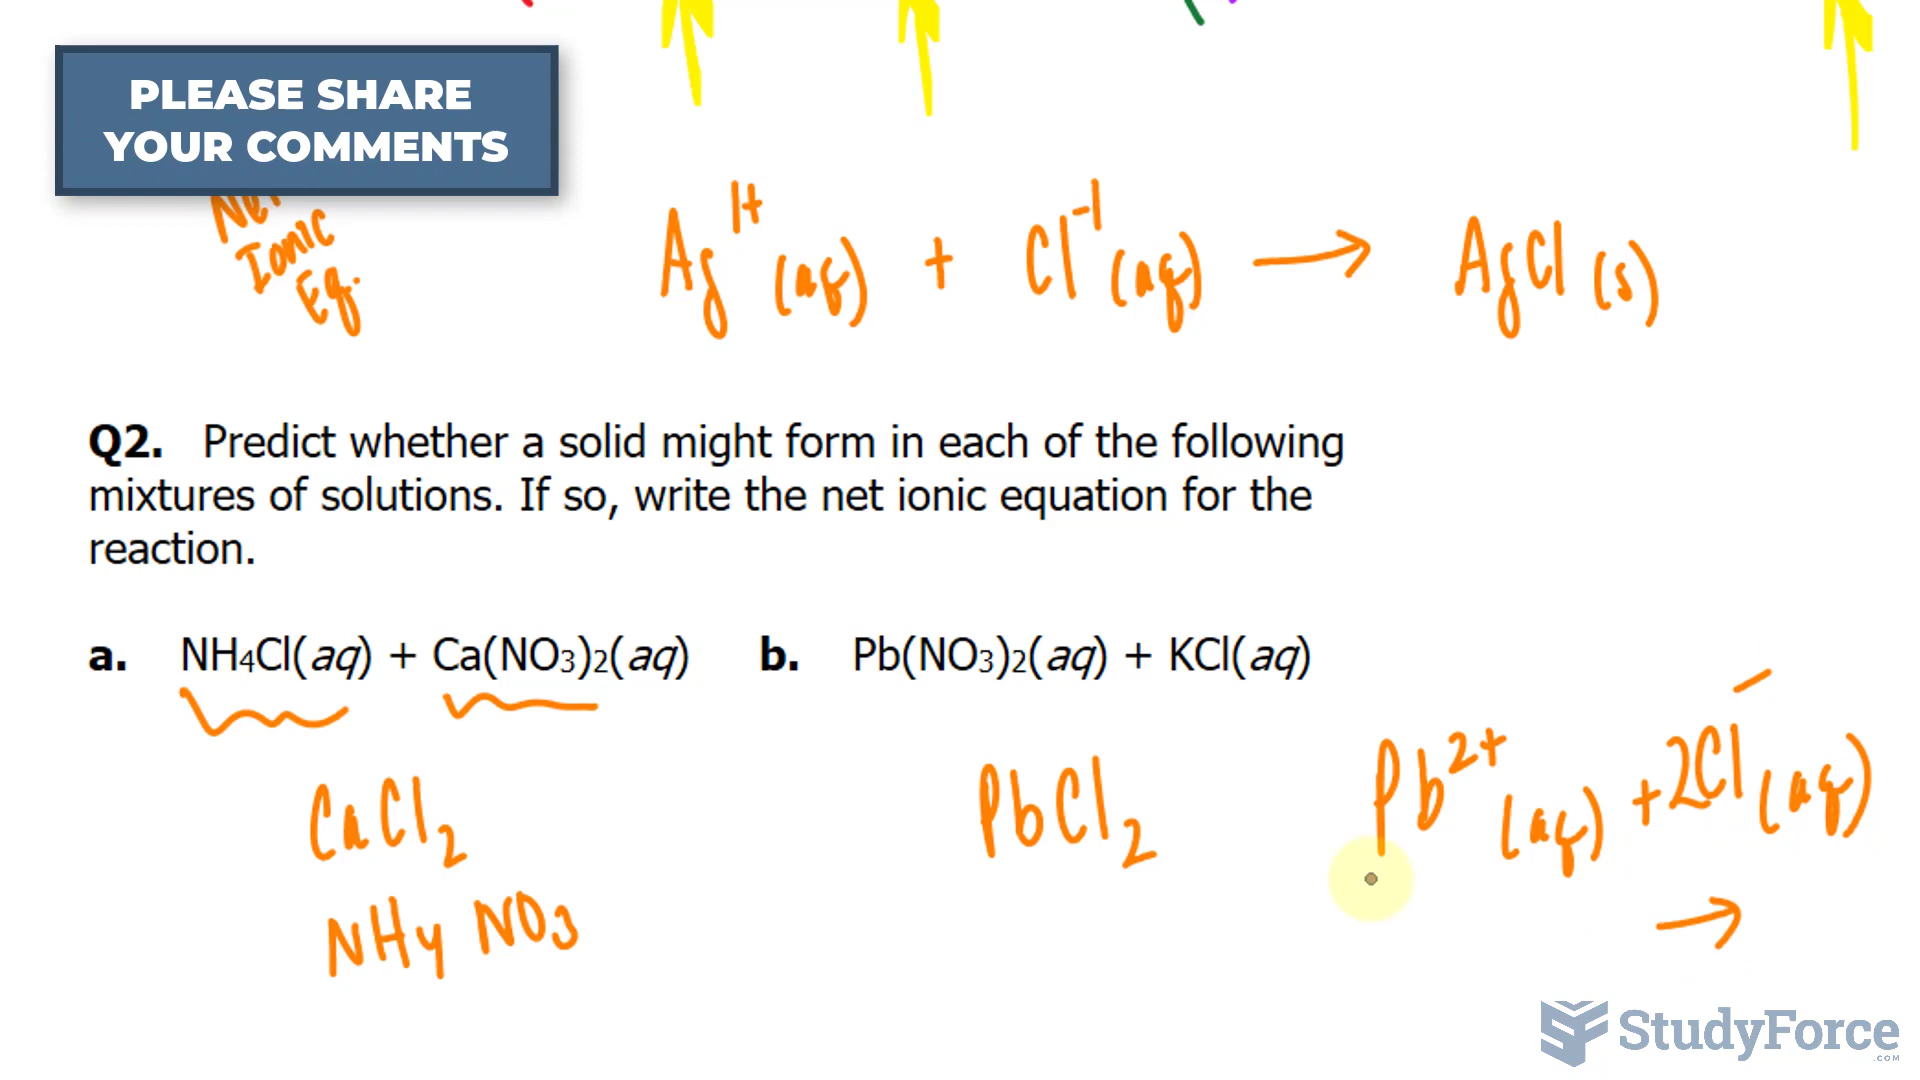 PLEASE SHARE
YOUR COMMENTS
Net
Ionic
Eq.
Ag¹⁺(aq) + Cl⁻¹(aq) → AgCl(s)
Q2. Predict whether a solid might form in each of the following
mixtures of solutions. If so, write the net ionic equation for the
reaction.
a. NH4Cl(aq) + Ca(NO3)2(aq) b. Pb(NO3)2(aq) + KCl(aq)
CaCl₂
NH₄NO₃
PbCl₂
Pb²⁺(aq) + 2Cl⁻(aq)
→
StudyForce
.COM